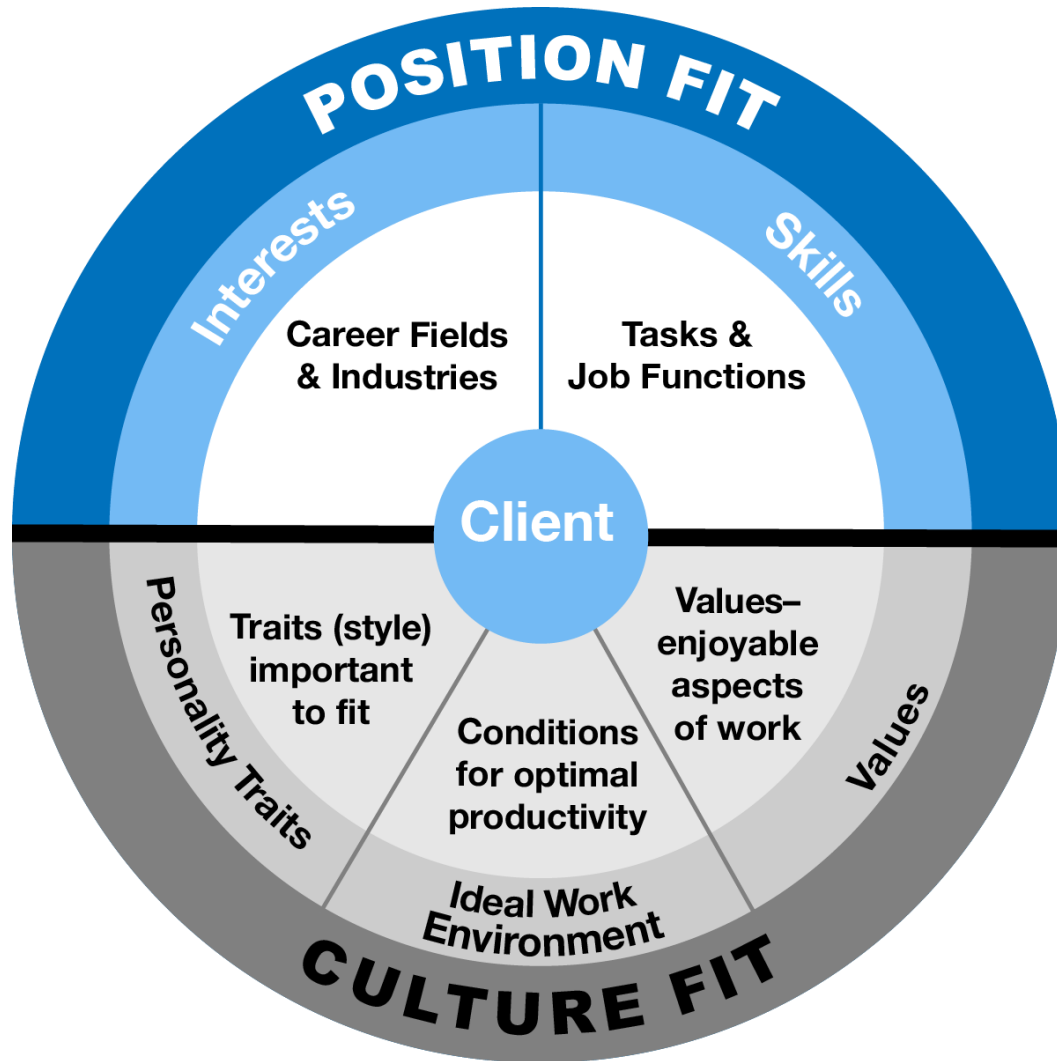 POSITION FIT
Interests
Skills
Career Fields
& Industries
Tasks &
Job Functions
Client
Personality Traits
Traits (style)
important
to fit
Conditions
for optimal
productivity
Values–
enjoyable
aspects
of work
Values
Ideal Work
Environment
CULTURE FIT